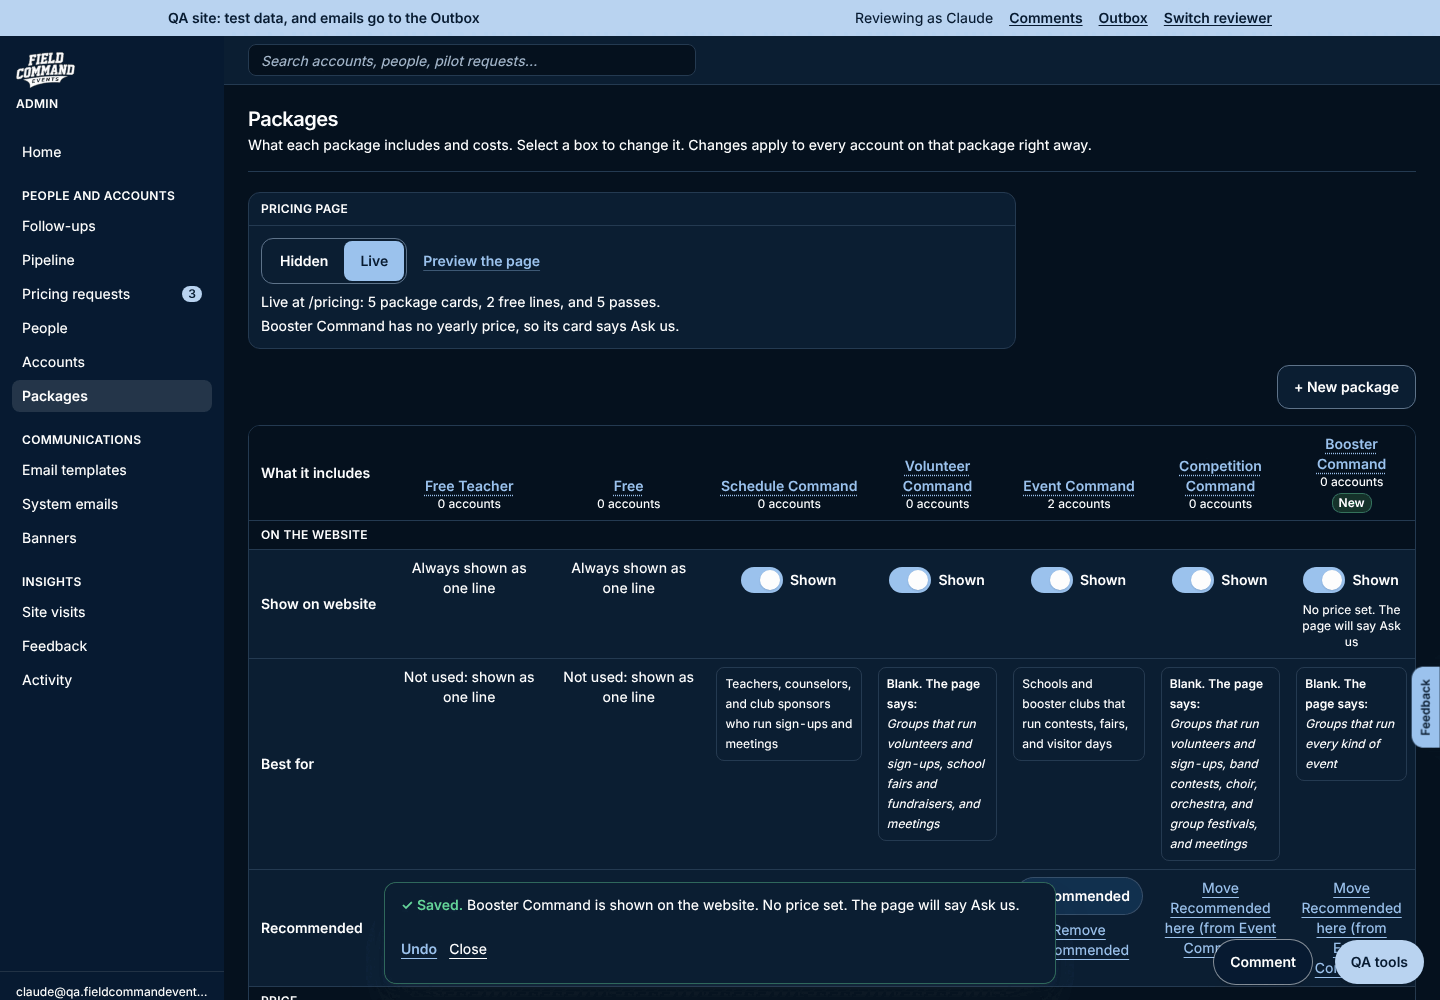 QA site: test data, and emails go to the Outbox
Reviewing as Claude Comments Outbox Switch reviewer
FIELD
COMMAND
EVENTS
ADMIN
Search accounts, people, pilot requests...
Home
PEOPLE AND ACCOUNTS
Follow-ups
Pipeline
Pricing requests 3
People
Accounts
Packages
COMMUNICATIONS
Email templates
System emails
Banners
INSIGHTS
Site visits
Feedback
Activity
claude@qa.fieldcommandevent...
Packages
What each package includes and costs. Select a box to change it. Changes apply to every account on that package right away.
PRICING PAGE
Hidden Live Preview the page
Live at /pricing: 5 package cards, 2 free lines, and 5 passes.
Booster Command has no yearly price, so its card says Ask us.
+ New package
What it includes
Free Teacher
0 accounts
Free
0 accounts
Schedule Command
0 accounts
Volunteer
Command
0 accounts
Event Command
2 accounts
Competition
Command
0 accounts
Booster
Command
0 accounts
New
ON THE WEBSITE
Show on website
Always shown as
one line
Always shown as
one line
Shown
Shown
Shown
Shown
Shown
No price set. The
page will say Ask
us
Best for
Not used: shown as
one line
Not used: shown as
one line
Teachers, counselors,
and club sponsors
who run sign-ups and
meetings
Blank. The page
says:
Groups that run
volunteers and
sign-ups, school
fairs and
fundraisers, and
meetings
Schools and
booster clubs that
run contests, fairs,
and visitor days
Blank. The page
says:
Groups that run
volunteers and
sign-ups, band
contests, choir,
orchestra, and
group festivals,
and meetings
Blank. The
page says:
Groups that run
every kind of
event
Feedback
Recommended
ommended
Remove
ommended
Move
Recommended
here (from Event
Com
Move
Recommended
here (from
E
Co
✓ Saved. Booster Command is shown on the website. No price set. The page will say Ask us.
Undo Close
Comment
QA tools
PRICE